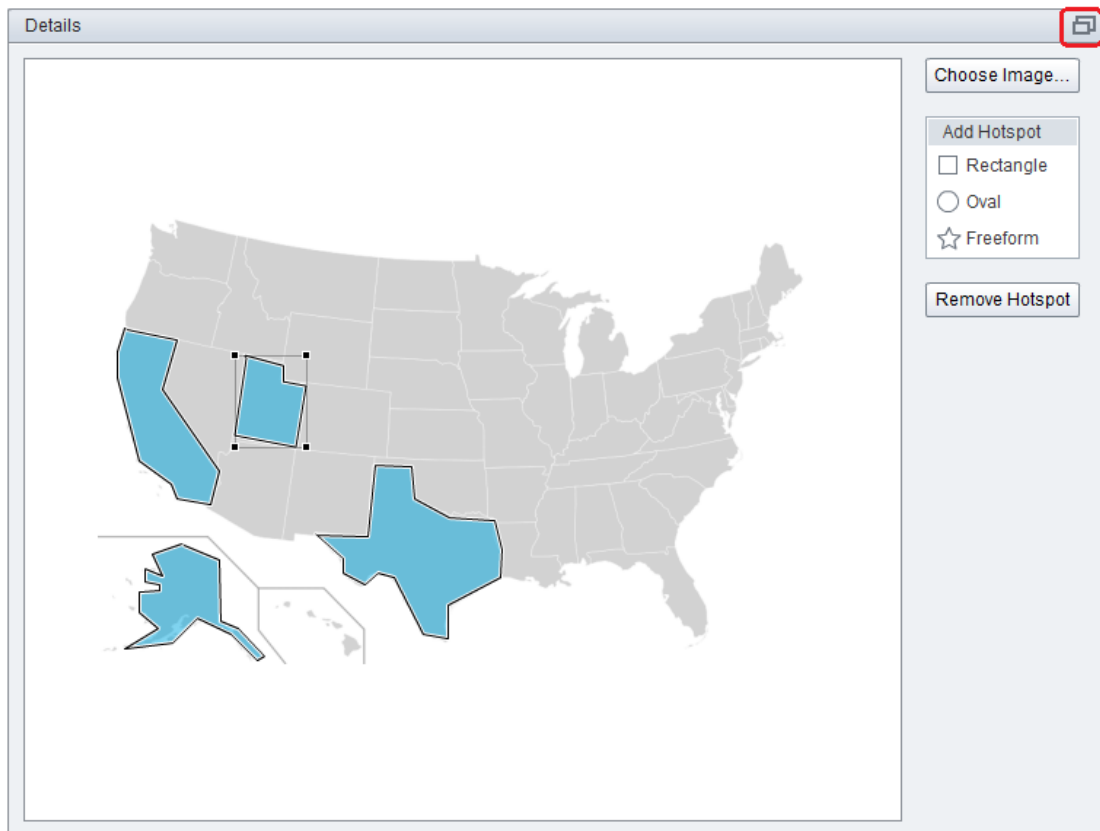 Details
Choose Image...
Add Hotspot
Rectangle
Oval
Freeform
Remove Hotspot